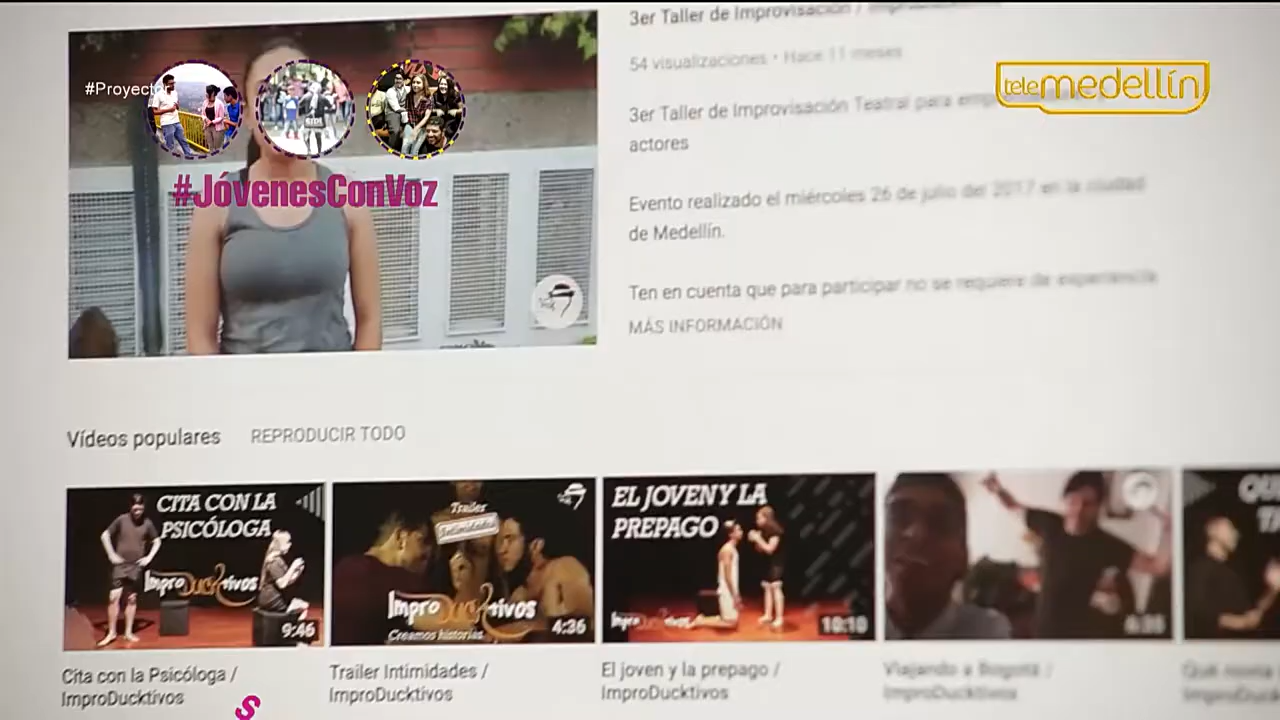 3er Taller de Improvisación /
54 visualizaciones • Hace 11 meses
telemedellín
#Proyecto
3er Taller de Improvisación Teatral para
actores
#JóvenesConVoz
Evento realizado el miércoles 26 de julio del 2017 en la ciudad
de Medellín.
Ten en cuenta que para participar no se requiere de experiencia
MÁS INFORMACIÓN
Vídeos populares
REPRODUCIR TODO
CITA CON LA
PSICÓLOGA
ImproDucktivos
9:46
Trailer
ImproDucktivos
Creamos historias
4:36
EL JOVEN Y LA
PREPAGO
10:10
Cita con la Psicóloga /
ImproDucktivos
Trailer Intimidades /
ImproDucktivos
El joven y la prepago /
ImproDucktivos
Viajando a Bogotá /
ImproDucktivos
S